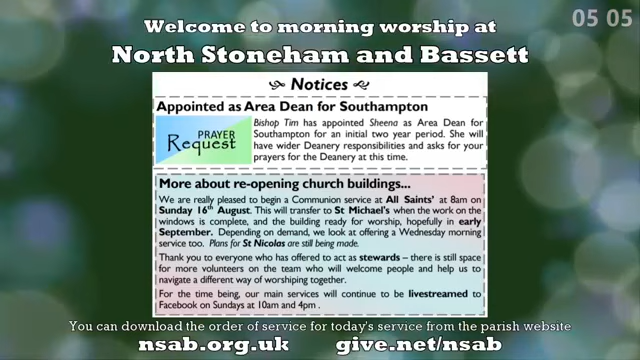 05 05
Welcome to morning worship at
North Stoneham and Bassett
Notices
Appointed as Area Dean for Southampton
PRAYER
Request
Bishop Tim has appointed Sheena as Area Dean for
Southampton for an initial two year period. She will
have wider Deanery responsibilities and asks for your
prayers for the Deanery at this time.
More about re-opening church buildings...
We are really pleased to begin a Communion service at All Saints' at 8am on
Sunday 16th August. This will transfer to St Michael's when the work on the
windows is complete, and the building ready for worship, hopefully in early
September. Depending on demand, we look at offering a Wednesday morning
service too. Plans for St Nicolas are still being made.
Thank you to everyone who has offered to act as stewards – there is still space
for more volunteers on the team who will welcome people and help us to
navigate a different way of worshiping together.
For the time being, our main services will continue to be livestreamed to
Facebook on Sundays at 10am and 4pm .
You can download the order of service for today's service from the parish website
nsab.org.uk give.net/nsab